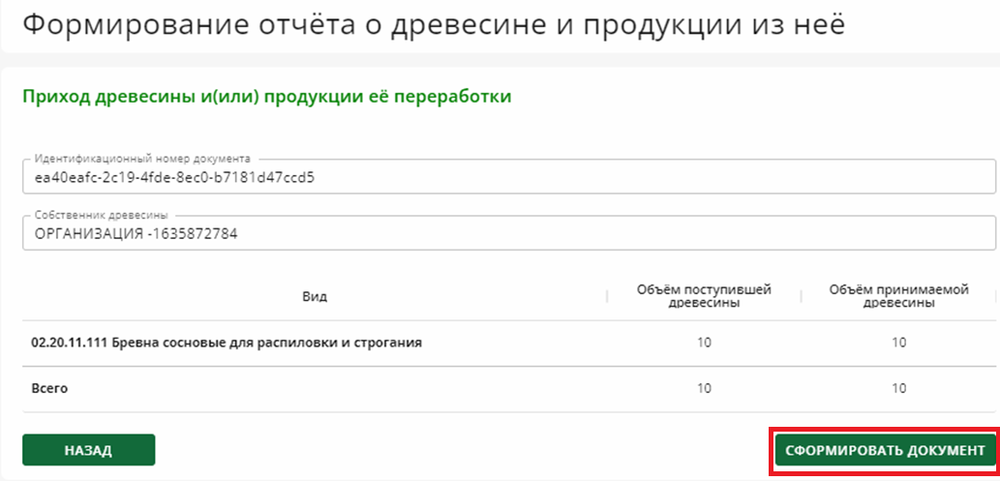 Формирование отчёта о древесине и продукции из неё
Приход древесины и(или) продукции её переработки
Идентификационный номер документа
ea40eafc-2c19-4fde-8ec0-b7181d47ccd5
Собственник древесины
ОРГАНИЗАЦИЯ -1635872784
Вид
Объём поступившей
древесины
Объём принимаемой
древесины
02.20.11.111 Бревна сосновые для распиловки и строгания 10 10
Всего 10 10
НАЗАД
СФОРМИРОВАТЬ ДОКУМЕНТ